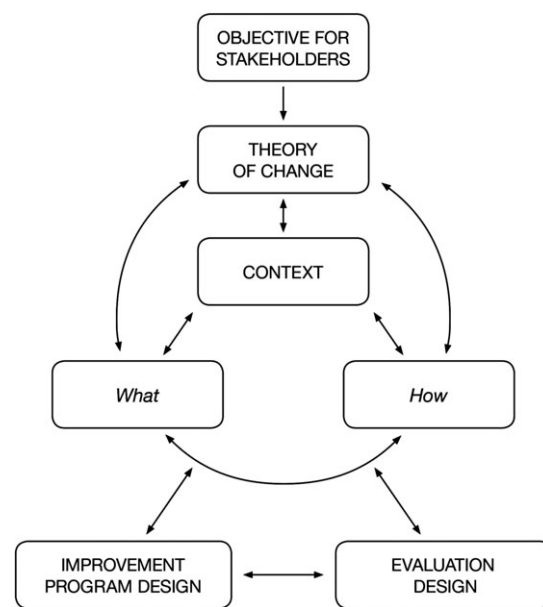 OBJECTIVE FOR
STAKEHOLDERS
THEORY
OF CHANGE
CONTEXT
What
How
IMPROVEMENT
PROGRAM DESIGN
EVALUATION
DESIGN